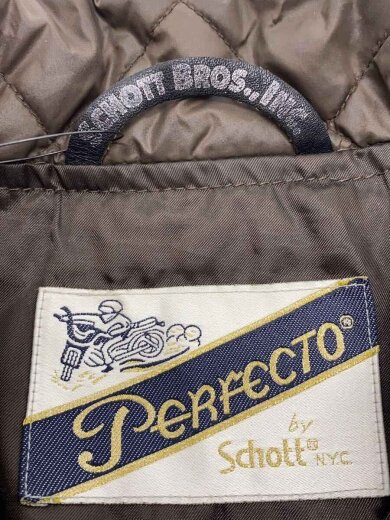 SCHOTT BROS., INC.
PERFECTO®
by
Schott®
N.Y.C.